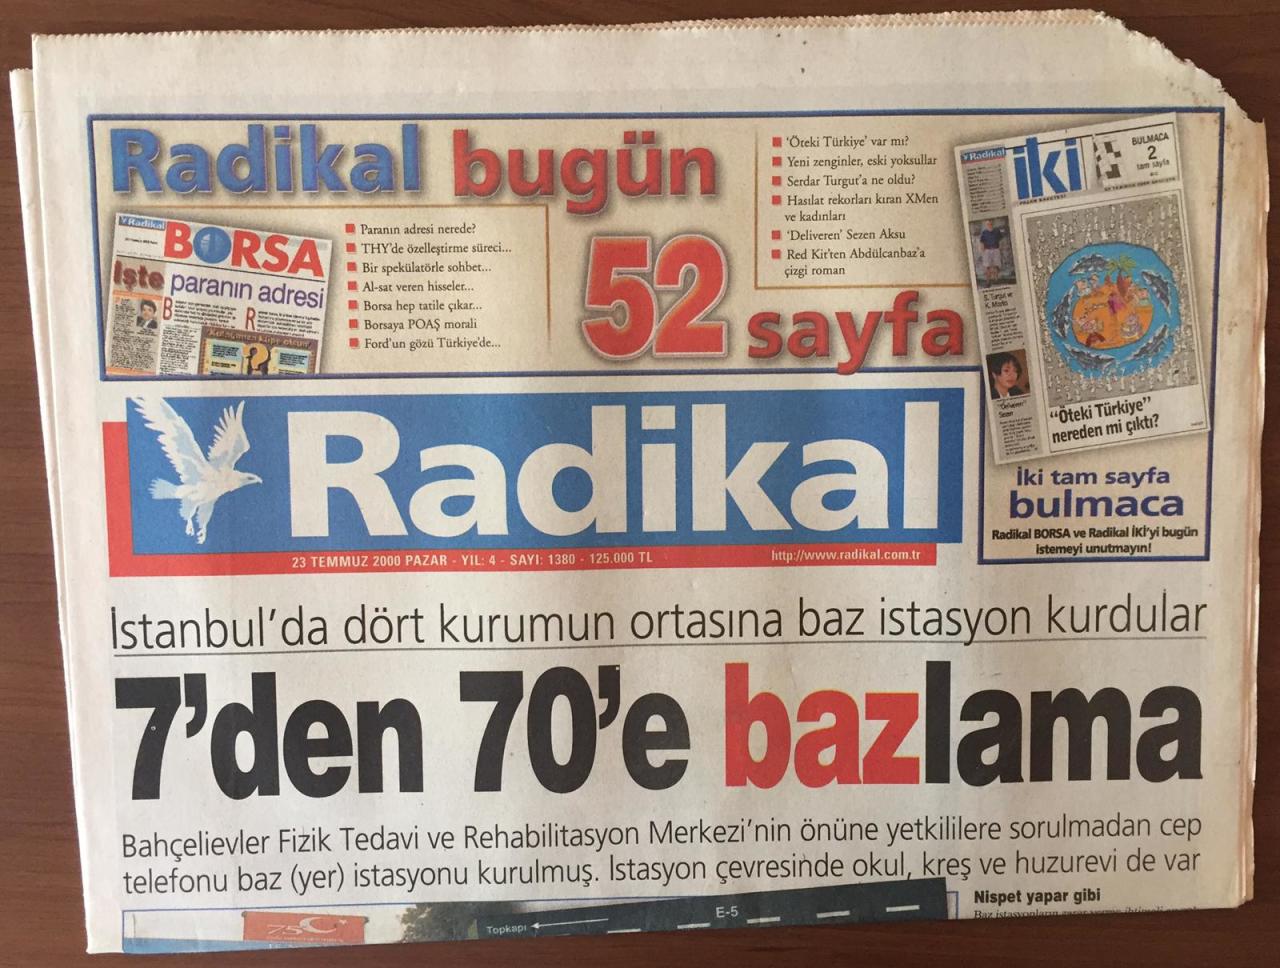 Radikal bugün
52
sayfa
Radikal
BORSA
İşte paranın adresi
Paranın adresi nerede?
THY'de özelleştirme süreci...
Bir spekülatörle sohbet...
Al-sat veren hisseler...
Borsa hep tatile çıkar...
Borsaya POAŞ morali
Ford'un gözü Türkiye'de...
'Öteki Türkiye' var mı?
Yeni zenginler, eski yoksullar
Serdar Turgut'a ne oldu?
Hasılat rekorları kıran XMen
ve kadınları
'Deliveren' Sezen Aksu
Red Kit'ten Abdülcanbaz'a
çizgi roman
Radikal
iki
BULMACA
2
tam sayfa
S. Turgut ve
"Deliveren"
Sezen
"Öteki Türkiye"
nereden mi çıktı?
İki tam sayfa
bulmaca
Radikal BORSA ve Radikal İKİ'yi bugün
istemeyi unutmayın!
Radikal
23 TEMMUZ 2000 PAZAR - YIL: 4 - SAYI: 1380 - 125.000 TL
http://www.radikal.com.tr
İstanbul'da dört kurumun ortasına baz istasyon kurdular
7'den 70'e bazlama
Bahçelievler Fizik Tedavi ve Rehabilitasyon Merkezi'nin önüne yetkililere sorulmadan cep
telefonu baz (yer) istasyonu kurulmuş. İstasyon çevresinde okul, kreş ve huzurevi de var
75
Topkapı
E-5
Nispet yapar gibi